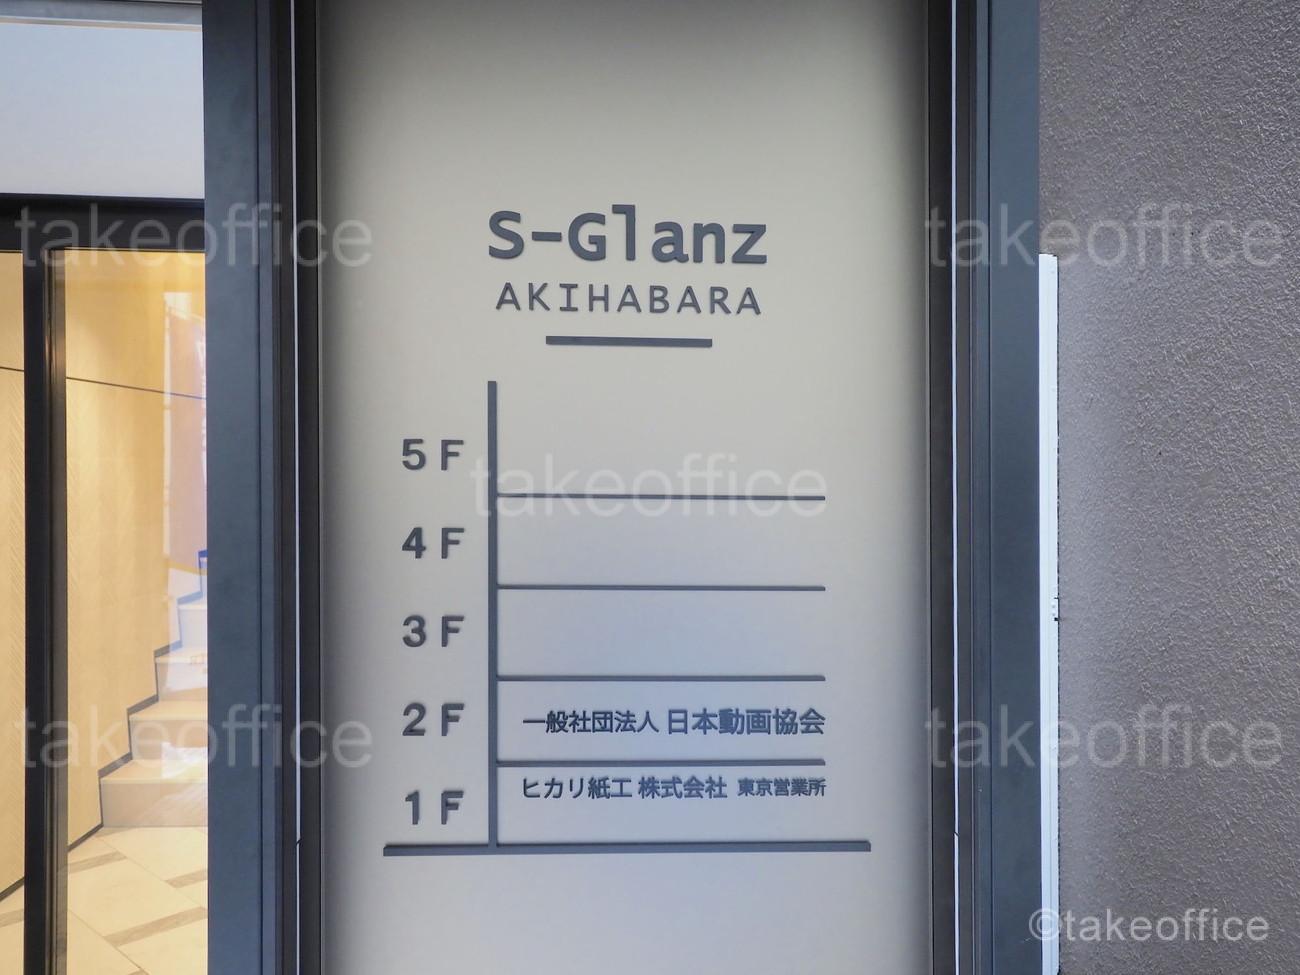 S-Glanz
AKIHABARA
5F
4F
3F
2F 一般社団法人 日本動画協会
1F ヒカリ紙工 株式会社 東京営業所
takeoffice
takeoffice
takeoffice
takeoffice
takeoffice
©takeoffice